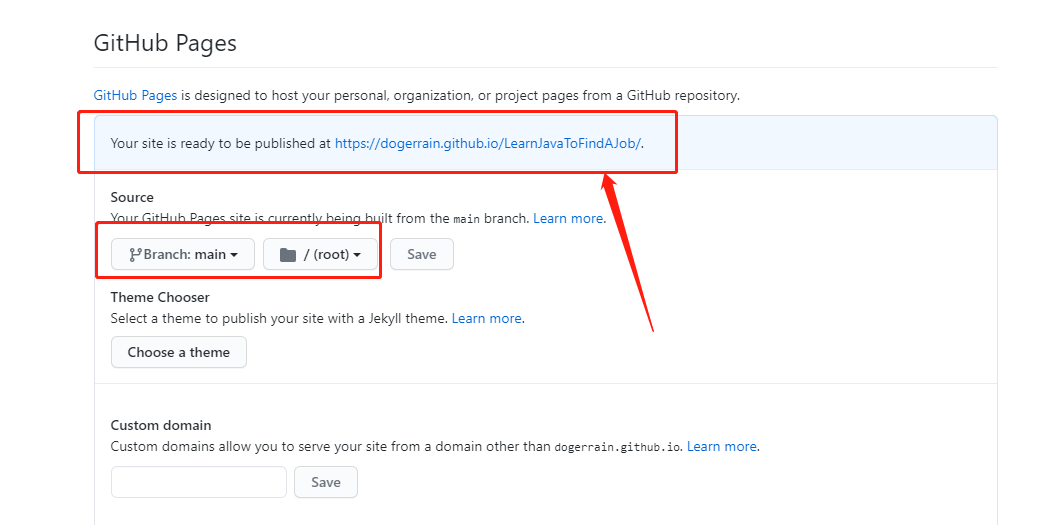 GitHub Pages
GitHub Pages is designed to host your personal, organization, or project pages from a GitHub repository.
Your site is ready to be published at https://dogerrain.github.io/LearnJavaToFindAJob/.
Source
Your GitHub Pages site is currently being built from the main branch. Learn more.
Branch: main / (root) Save
Theme Chooser
Select a theme to publish your site with a Jekyll theme. Learn more.
Choose a theme
Custom domain
Custom domains allow you to serve your site from a domain other than dogerrain.github.io. Learn more.
Save